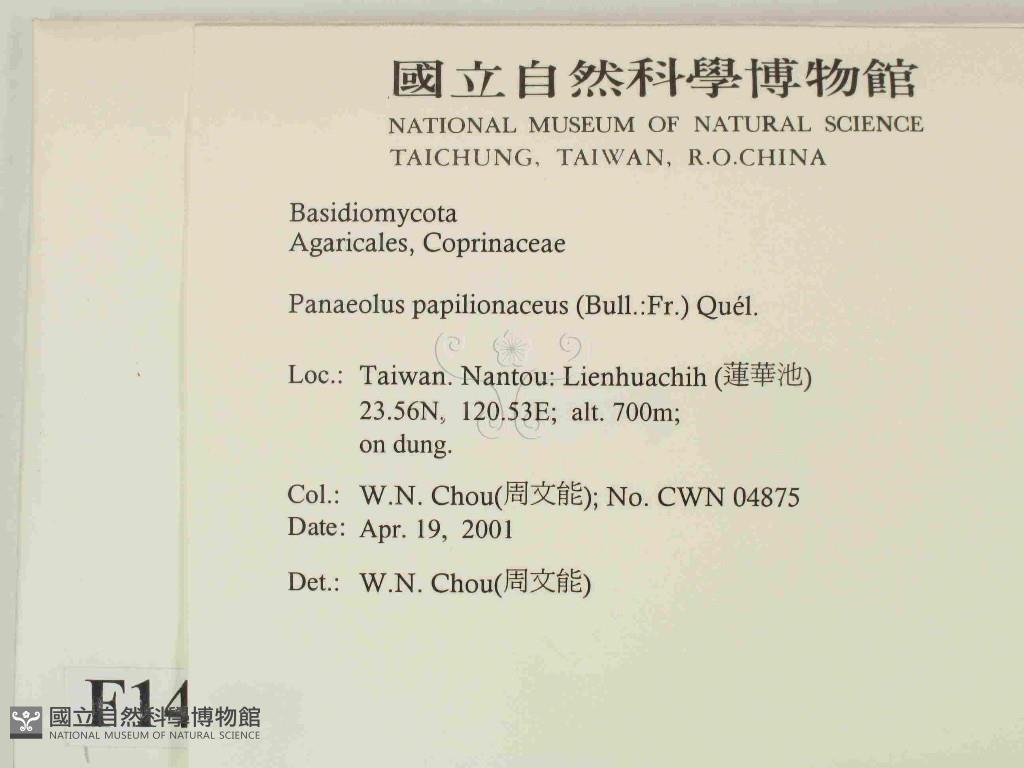 國立自然科學博物館
NATIONAL MUSEUM OF NATURAL SCIENCE
TAICHUNG, TAIWAN, R.O.CHINA
Basidiomycota
Agaricales, Coprinaceae
Panaeolus papilionaceus (Bull.:Fr.) Quél.
Loc.: Taiwan. Nantou: Lienhuachih (蓮華池)
23.56N, 120.53E; alt. 700m;
on dung.
Col.: W.N. Chou(周文能); No. CWN 04875
Date: Apr. 19, 2001
Det.: W.N. Chou(周文能)
F14
國立自然科學博物館
NATIONAL MUSEUM OF NATURAL SCIENCE